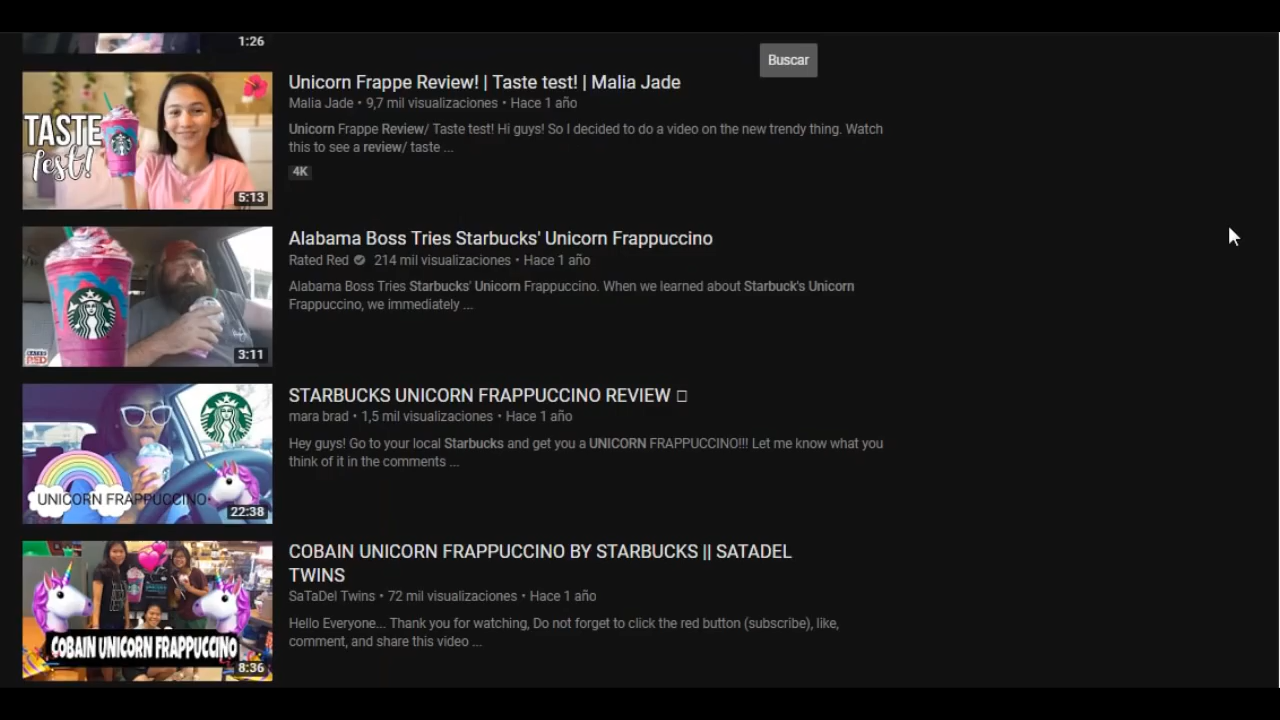 1:26
Buscar
Unicorn Frappe Review! | Taste test! | Malia Jade
Malia Jade • 9,7 mil visualizaciones • Hace 1 año
Unicorn Frappe Review/ Taste test! Hi guys! So I decided to do a video on the new trendy thing. Watch
this to see a review/ taste ...
4K
TASTE
test!
5:13
Alabama Boss Tries Starbucks' Unicorn Frappuccino
Rated Red 214 mil visualizaciones • Hace 1 año
Alabama Boss Tries Starbucks' Unicorn Frappuccino. When we learned about Starbuck's Unicorn
Frappuccino, we immediately ...
RATED
RED
3:11
STARBUCKS UNICORN FRAPPUCCINO REVIEW
mara brad • 1,5 mil visualizaciones • Hace 1 año
Hey guys! Go to your local Starbucks and get you a UNICORN FRAPPUCCINO!!! Let me know what you
think of it in the comments ...
UNICORN FRAPPUCCINO
22:38
COBAIN UNICORN FRAPPUCCINO BY STARBUCKS || SATADEL
TWINS
SaTaDel Twins • 72 mil visualizaciones • Hace 1 año
Hello Everyone... Thank you for watching, Do not forget to click the red button (subscribe), like,
comment, and share this video ...
COBAIN UNICORN FRAPPUCCINO
8:36